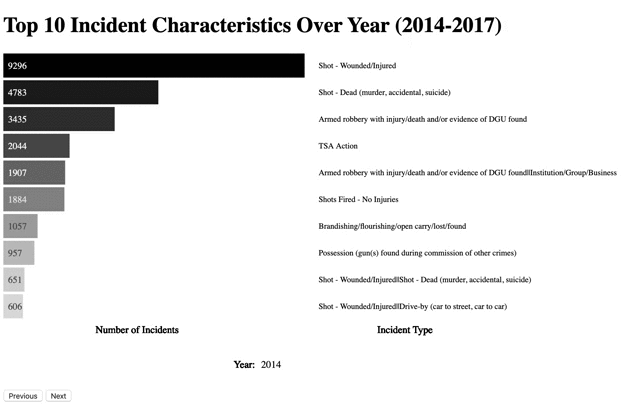 Top 10 Incident Characteristics Over Year (2014-2017)
9296 Shot - Wounded/Injured
4783 Shot - Dead (murder, accidental, suicide)
3435 Armed robbery with injury/death and/or evidence of DGU found
2044 TSA Action
1907 Armed robbery with injury/death and/or evidence of DGU found||Institution/Group/Business
1884 Shots Fired - No Injuries
1057 Brandishing/flourishing/open carry/lost/found
957 Possession (gun(s) found during commission of other crimes)
651 Shot - Wounded/Injured||Shot - Dead (murder, accidental, suicide)
606 Shot - Wounded/Injured||Drive-by (car to street, car to car)
Number of Incidents Incident Type
Year: 2014
Previous Next